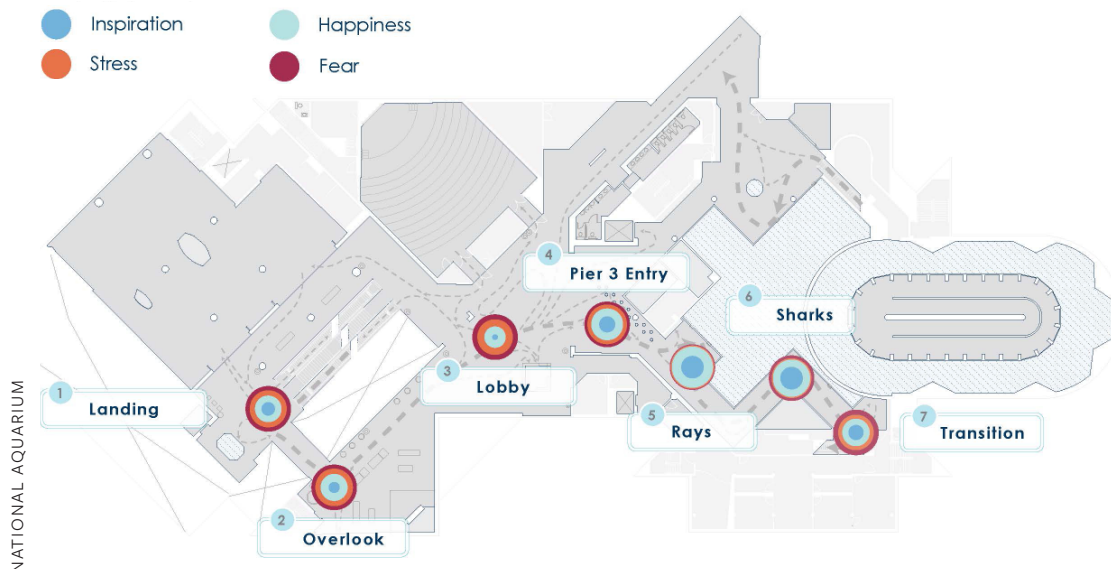 Inspiration
Happiness
Stress
Fear
4
Pier 3 Entry
6
Sharks
3
Lobby
1
Landing
5
Rays
7
Transition
2
Overlook
NATIONAL AQUARIUM